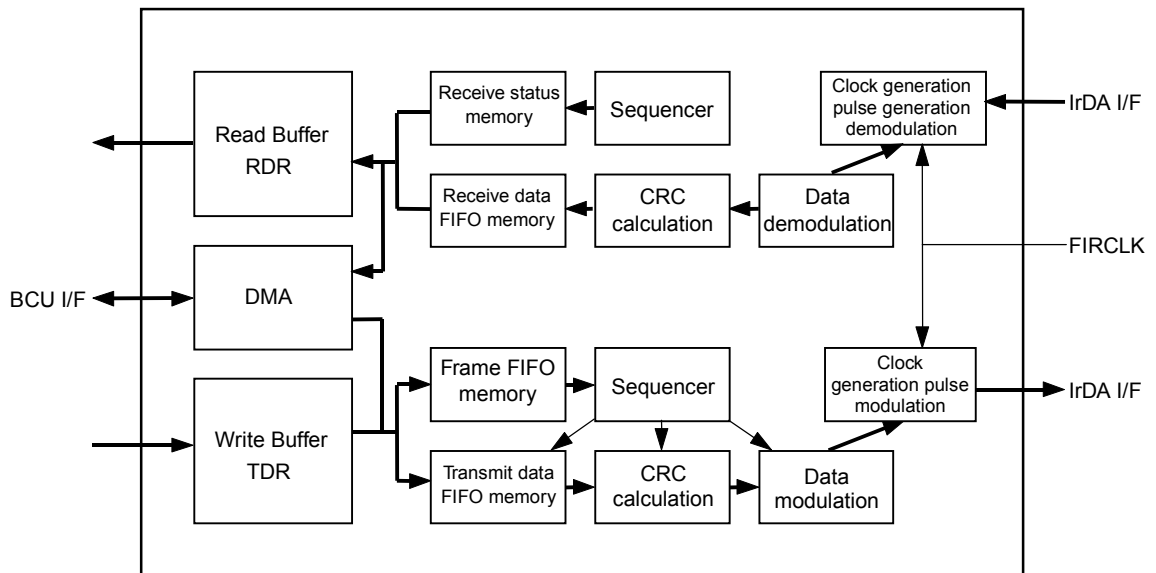 Read Buffer
RDR
Receive status
memory
Sequencer
Clock generation
pulse generation
demodulation
IrDA I/F
Receive data
FIFO memory
CRC
calculation
Data
demodulation
FIRCLK
BCU I/F
DMA
Frame FIFO
memory
Sequencer
Clock
generation pulse
modulation
IrDA I/F
Write Buffer
TDR
Transmit data
FIFO memory
CRC
calculation
Data
modulation